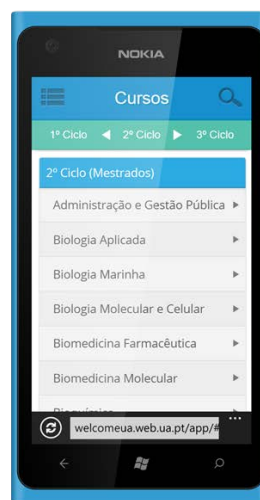 NOKIA
Cursos
1º Ciclo ◀ 2º Ciclo ▶ 3º Ciclo
2º Ciclo (Mestrados)
Administração e Gestão Pública
Biologia Aplicada
Biologia Marinha
Biologia Molecular e Celular
Biomedicina Farmacêutica
Biomedicina Molecular
Bioquímica
welcomeua.web.ua.pt/app/#